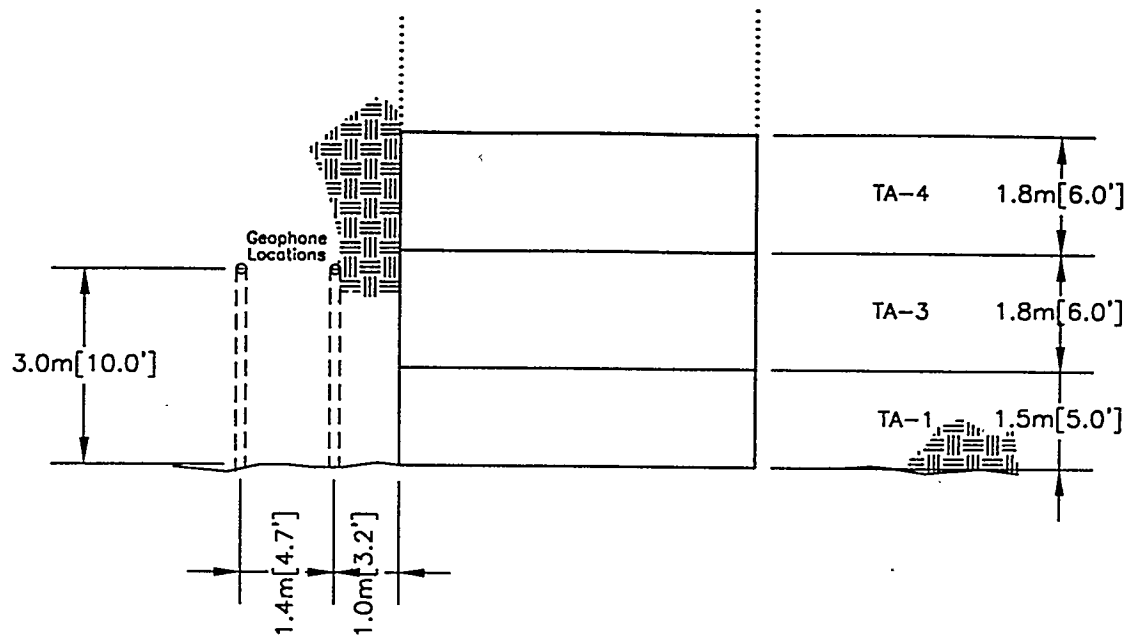 TA-4 1.8m[6.0']
Geophone
Locations
TA-3 1.8m[6.0']
3.0m[10.0']
TA-1 1.5m[5.0']
1.4m[4.7']
1.0m[3.2']